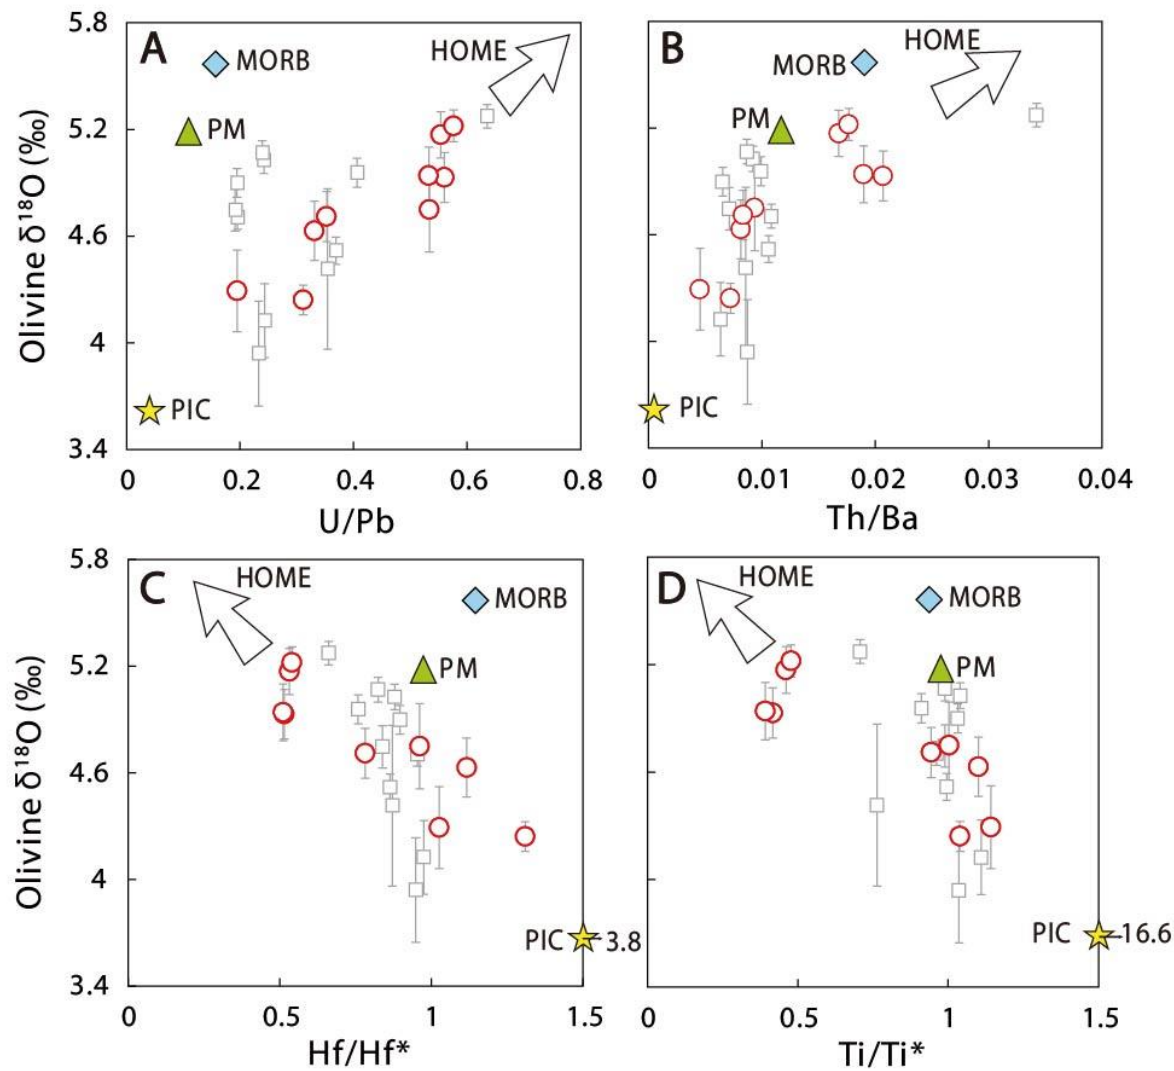 A
B
HOME
HOME
MORB
MORB
PM
PM
PIC
PIC
5.8
5.2
4.6
4
3.4
Olivine δ¹⁸O (‰)
0
0.2
0.4
0.6
0.8
U/Pb
0
0.01
0.02
0.03
0.04
Th/Ba
C
D
HOME
HOME
MORB
MORB
PM
PM
PIC
3.8
PIC
16.6
5.8
5.2
4.6
4
3.4
Olivine δ¹⁸O (‰)
0
0.5
1
1.5
Hf/Hf*
0
0.5
1
1.5
Ti/Ti*